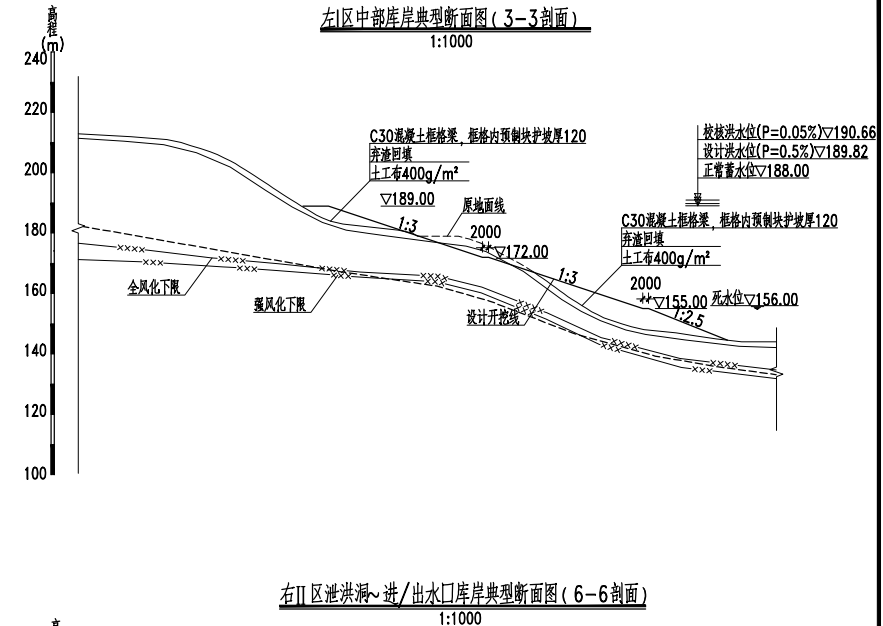 左I区中部库岸典型断面图(3-3剖面)
1:1000
高程
(m)
240
220
200
180
160
140
120
100
C30混凝土框格梁,框格内预制块护坡厚120
弃渣回填
土工布400g/m²
▽189.00
1:3
原地面线
2000
▽172.00
校核洪水位(P=0.05%)▽190.66
设计洪水位(P=0.5%)▽189.82
正常蓄水位▽188.00
C30混凝土框格梁,框格内预制块护坡厚120
弃渣回填
土工布400g/m²
1:3
2000
▽155.00
死水位▽156.00
1:2.5
全风化下限
强风化下限
设计开挖线
右II区泄洪洞~进/出水口库岸典型断面图(6-6剖面)
1:1000